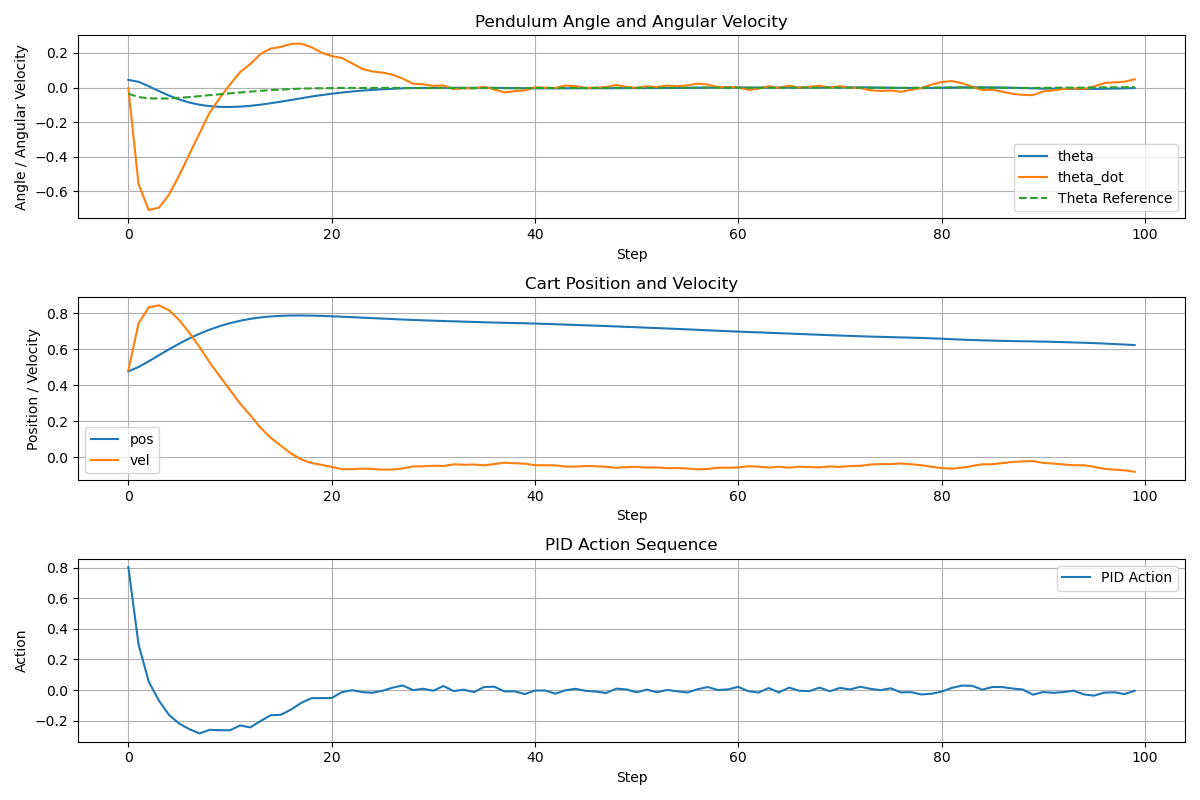 Pendulum Angle and Angular Velocity
Angle / Angular Velocity
0.2
0.0
−0.2
−0.4
−0.6
theta
theta_dot
Theta Reference
0 20 40 60 80 100
Step
Cart Position and Velocity
Position / Velocity
0.8
0.6
0.4
0.2
0.0
pos
vel
0 20 40 60 80 100
Step
PID Action Sequence
Action
0.8
0.6
0.4
0.2
0.0
−0.2
PID Action
0 20 40 60 80 100
Step